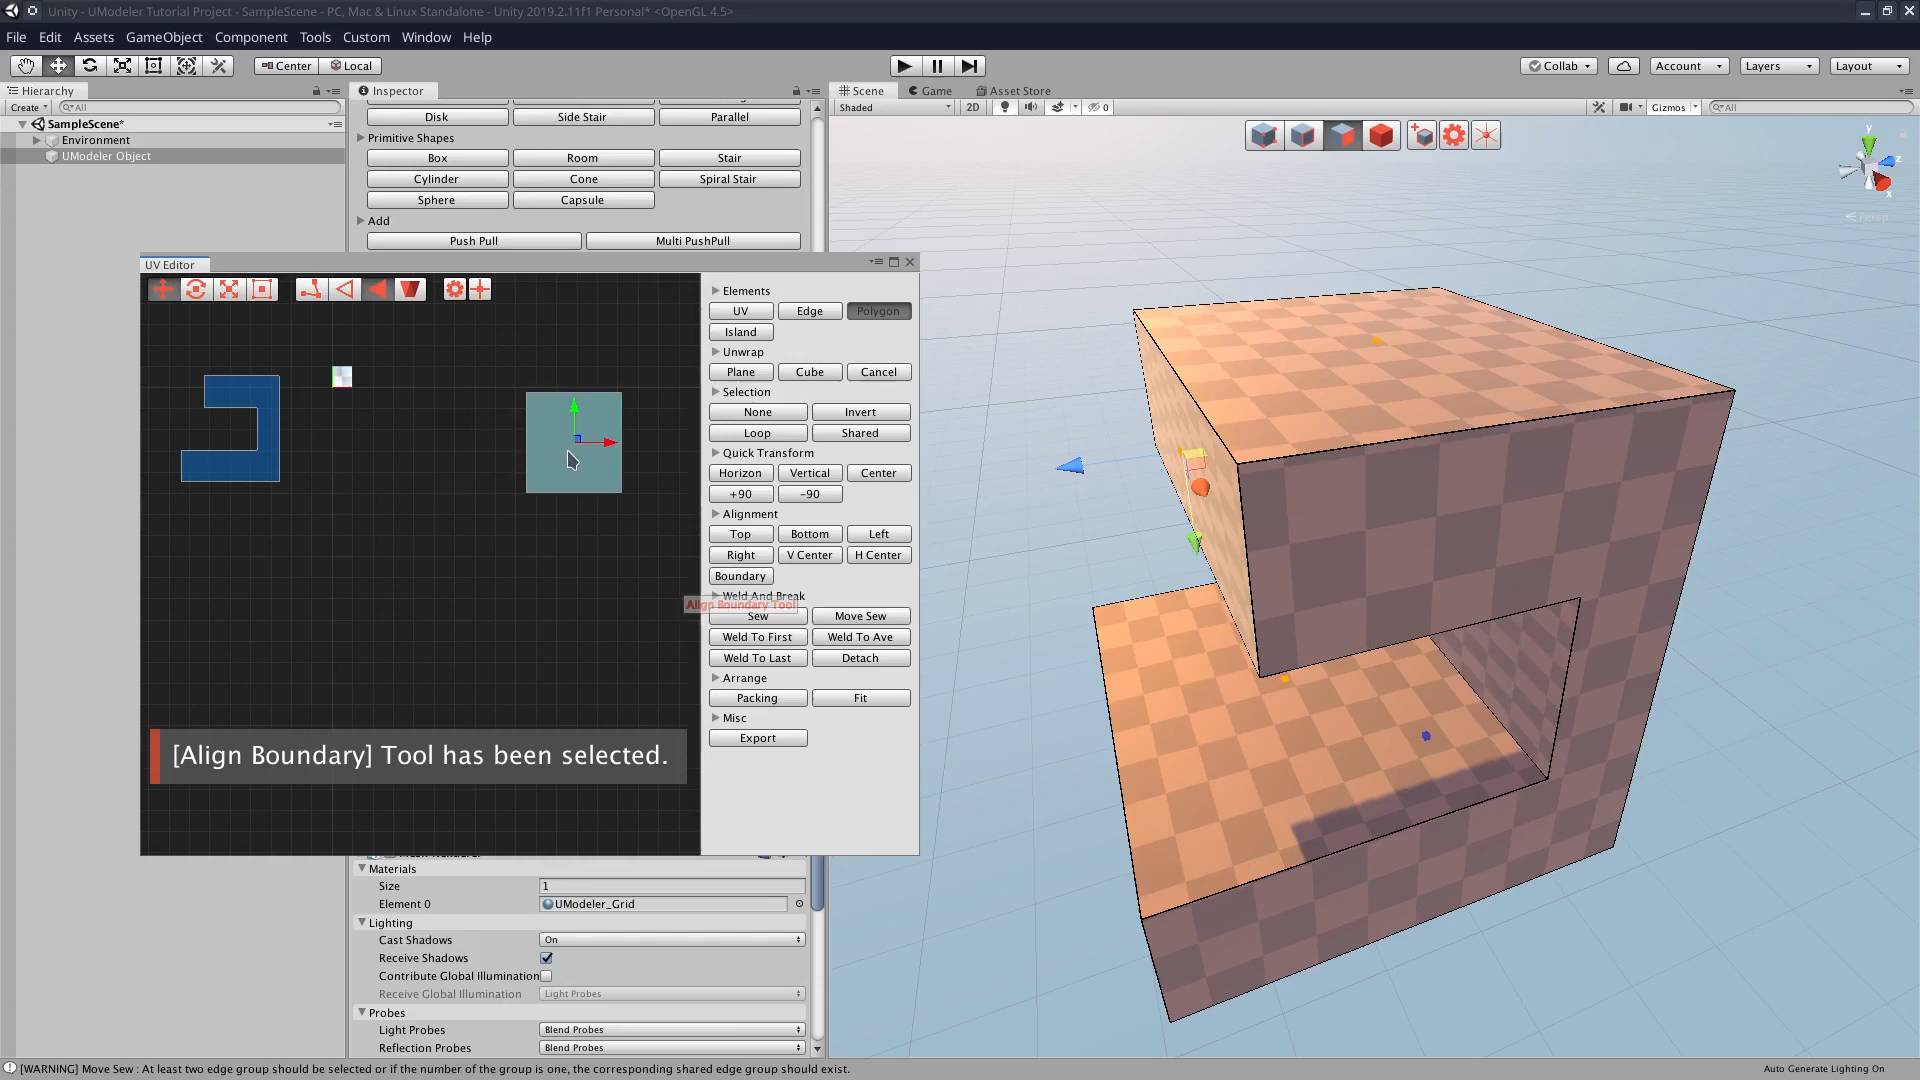 Unity - UModeler Tutorial Project - SampleScene - PC, Mac & Linux Standalone - Unity 2019.2.11f1 Personal* <OpenGL 4.5>
File Edit Assets GameObject Component Tools Custom Window Help
Center Local
Collab Account Layers Layout
Hierarchy
Create All
SampleScene*
Environment
UModeler Object
Inspector
Disk Side Stair Parallel
Primitive Shapes
Box Room Stair
Cylinder Cone Spiral Stair
Sphere Capsule
Add
Push Pull Multi PushPull
Scene Game Asset Store
Shaded 2D 0 Gizmos All
y
z
x
Persp
UV Editor
Elements
UV Edge Polygon
Island
Unwrap
Plane Cube Cancel
Selection
None Invert
Loop Shared
Quick Transform
Horizon Vertical Center
+90 -90
Alignment
Top Bottom Left
Right V Center H Center
Boundary
Weld And Break
Align Boundary Tool
Sew Move Sew
Weld To First Weld To Ave
Weld To Last Detach
Arrange
Packing Fit
Misc
Export
[Align Boundary] Tool has been selected.
Materials
Size 1
Element 0 UModeler_Grid
Lighting
Cast Shadows On
Receive Shadows
Contribute Global Illumination
Receive Global Illumination Light Probes
Probes
Light Probes Blend Probes
Reflection Probes Blend Probes
[WARNING] Move Sew : At least two edge group should be selected or if the number of the group is one, the corresponding shared edge group should exist.
Auto Generate Lighting On